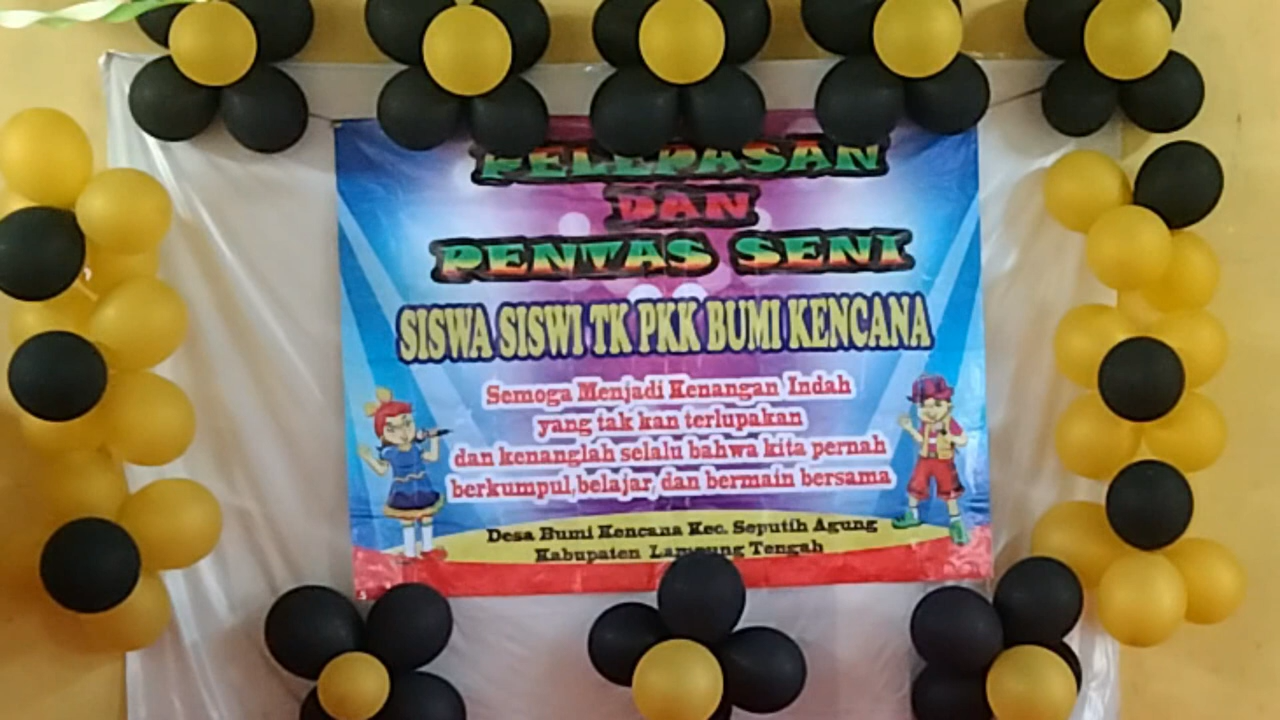 PELEPASAN
DAN
PENTAS SENI
SISWA SISWI TK PKK BUMI KENCANA
Semoga Menjadi Kenangan Indah
yang tak kan terlupakan
dan kenanglah selalu bahwa kita pernah
berkumpul,belajar, dan bermain bersama
Desa Bumi Kencana Kec. Seputih Agung
Kabupaten Lampung Tengah